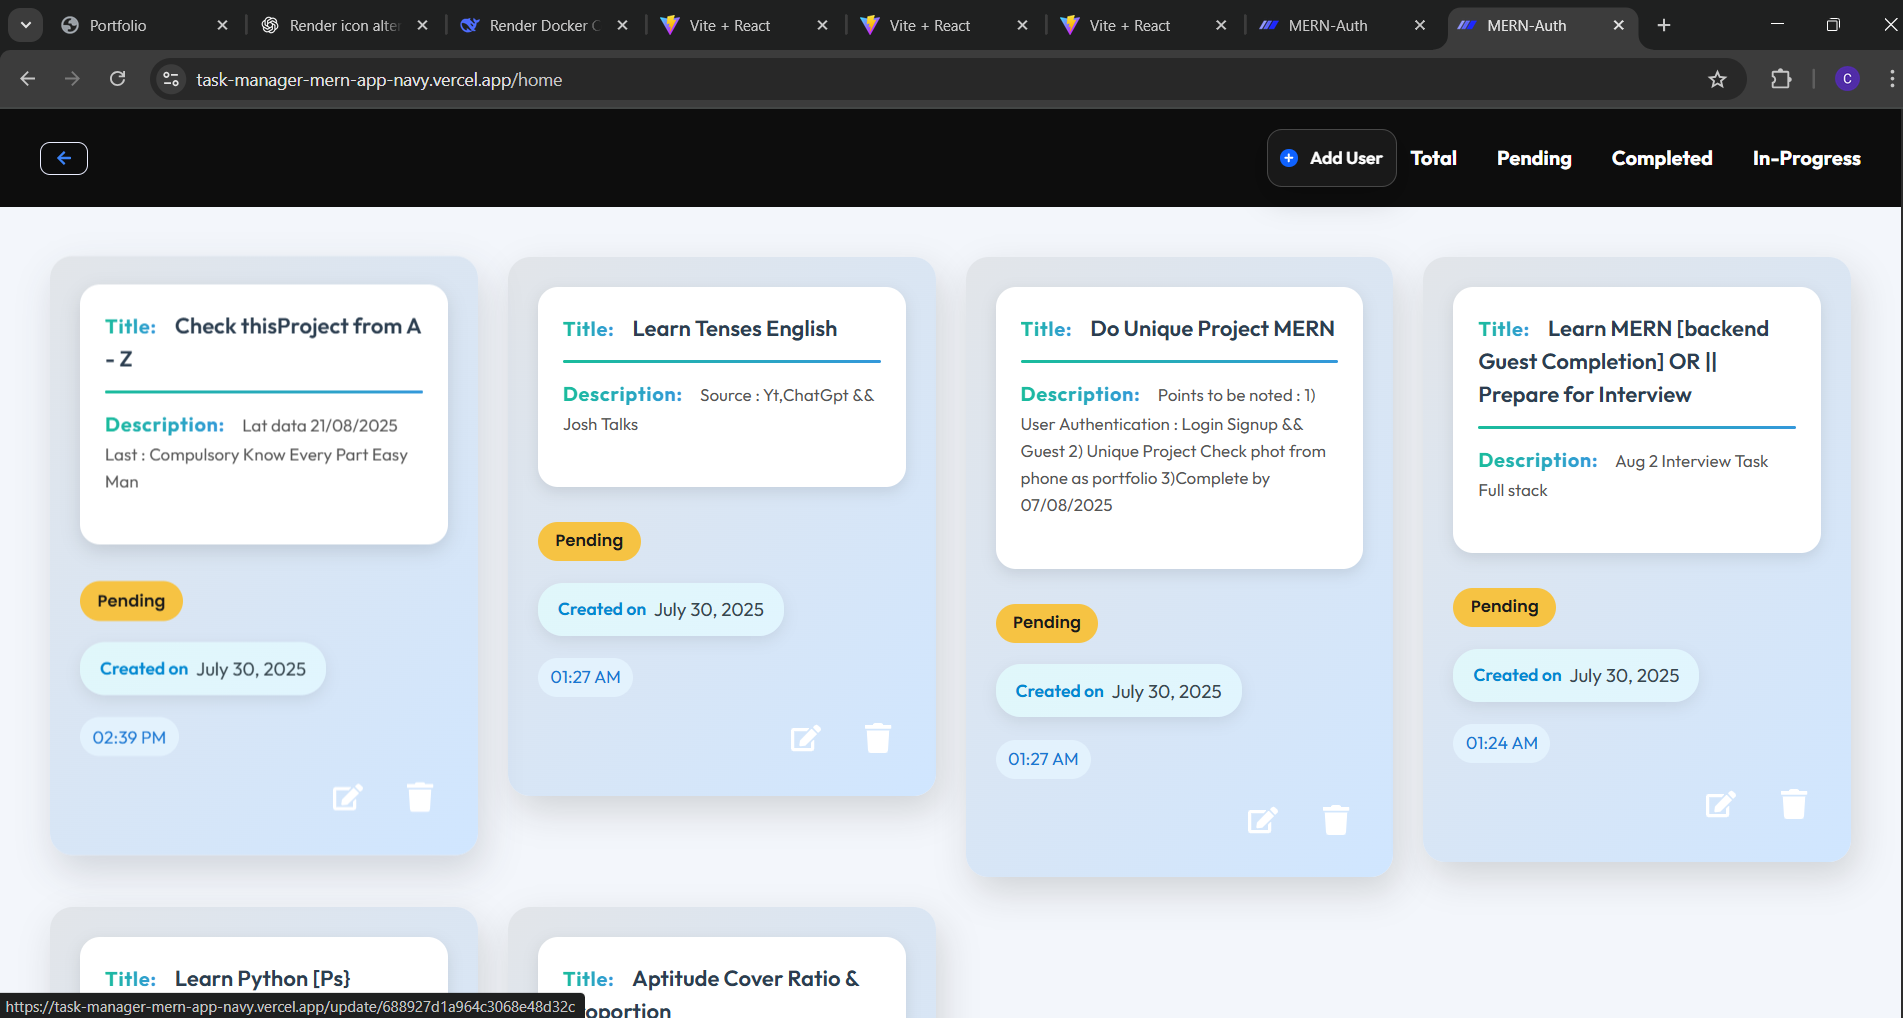 Portfolio
Render icon alter
Render Docker C
Vite + React
Vite + React
Vite + React
MERN-Auth
MERN-Auth
task-manager-mern-app-navy.vercel.app/home
C
Add User
Total
Pending
Completed
In-Progress
Title: Check thisProject from A
- Z
Description: Lat data 21/08/2025
Last : Compulsory Know Every Part Easy
Man
Pending
Created on July 30, 2025
02:39 PM
Title: Learn Tenses English
Description: Source : Yt,ChatGpt &&
Josh Talks
Pending
Created on July 30, 2025
01:27 AM
Title: Do Unique Project MERN
Description: Points to be noted : 1)
User Authentication : Login Signup &&
Guest 2) Unique Project Check phot from
phone as portfolio 3)Complete by
07/08/2025
Pending
Created on July 30, 2025
01:27 AM
Title: Learn MERN [backend
Guest Completion] OR ||
Prepare for Interview
Description: Aug 2 Interview Task
Full stack
Pending
Created on July 30, 2025
01:24 AM
Title: Learn Python [Ps}
Title: Aptitude Cover Ratio &
oportion
https://task-manager-mern-app-navy.vercel.app/update/688927d1a964c3068e48d32c